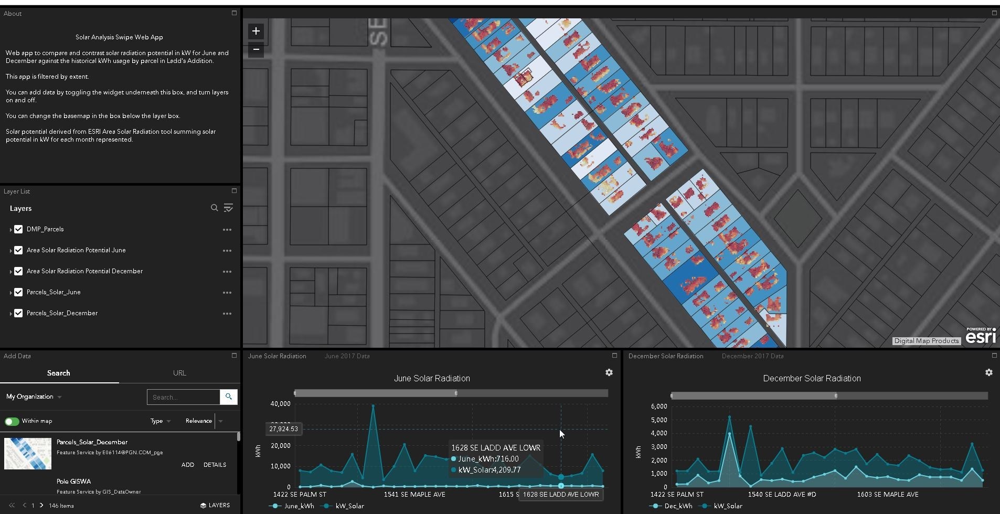 About
Solar Analysis Swipe Web App
Web app to compare and contrast solar radiation potential in kW for June and
December against the historical kWh usage by parcel in Ladd's Addition.
This app is filtered by extent.
You can add data by toggling the widget underneath this box, and turn layers
on and off.
You can change the basemap in the box below the layer box.
Solar potential derived from ESRI Area Solar Radiation tool summing solar
potential in kW for each month represented.
Layer List
Layers
DMP_Parcels
Area Solar Radiation Potential June
Area Solar Radiation Potential December
Parcels_Solar_June
Parcels_Solar_December
Add Data
Search
URL
My Organization
Search...
Within map
Type
Relevance
Parcels_Solar_December
Feature Service by E06114@PGN.COM_pge
ADD
DETAILS
Pole GISWA
Feature Service by GIS_DataOwner
1
146 Items
LAYERS
+
−
SE
POWERED BY
esri
Digital Map Products
June Solar Radiation
June 2017 Data
June Solar Radiation
40,000
27,924.53
20,000
10,000
0
kWh
1628 SE LADD AVE LOWR
June_kWh:716.00
kW_Solar:4,209.77
1422 SE PALM ST
1541 SE MAPLE AVE
1615 S
1628 SE LADD AVE LOWR
June_kWh
kW_Solar
December Solar Radiation
December 2017 Data
December Solar Radiation
6,000
5,000
4,000
3,000
2,000
1,000
0
kWh
1422 SE PALM ST
1540 SE LADD AVE #D
1603 SE MAPLE AVE
Dec_kWh
kW_Solar